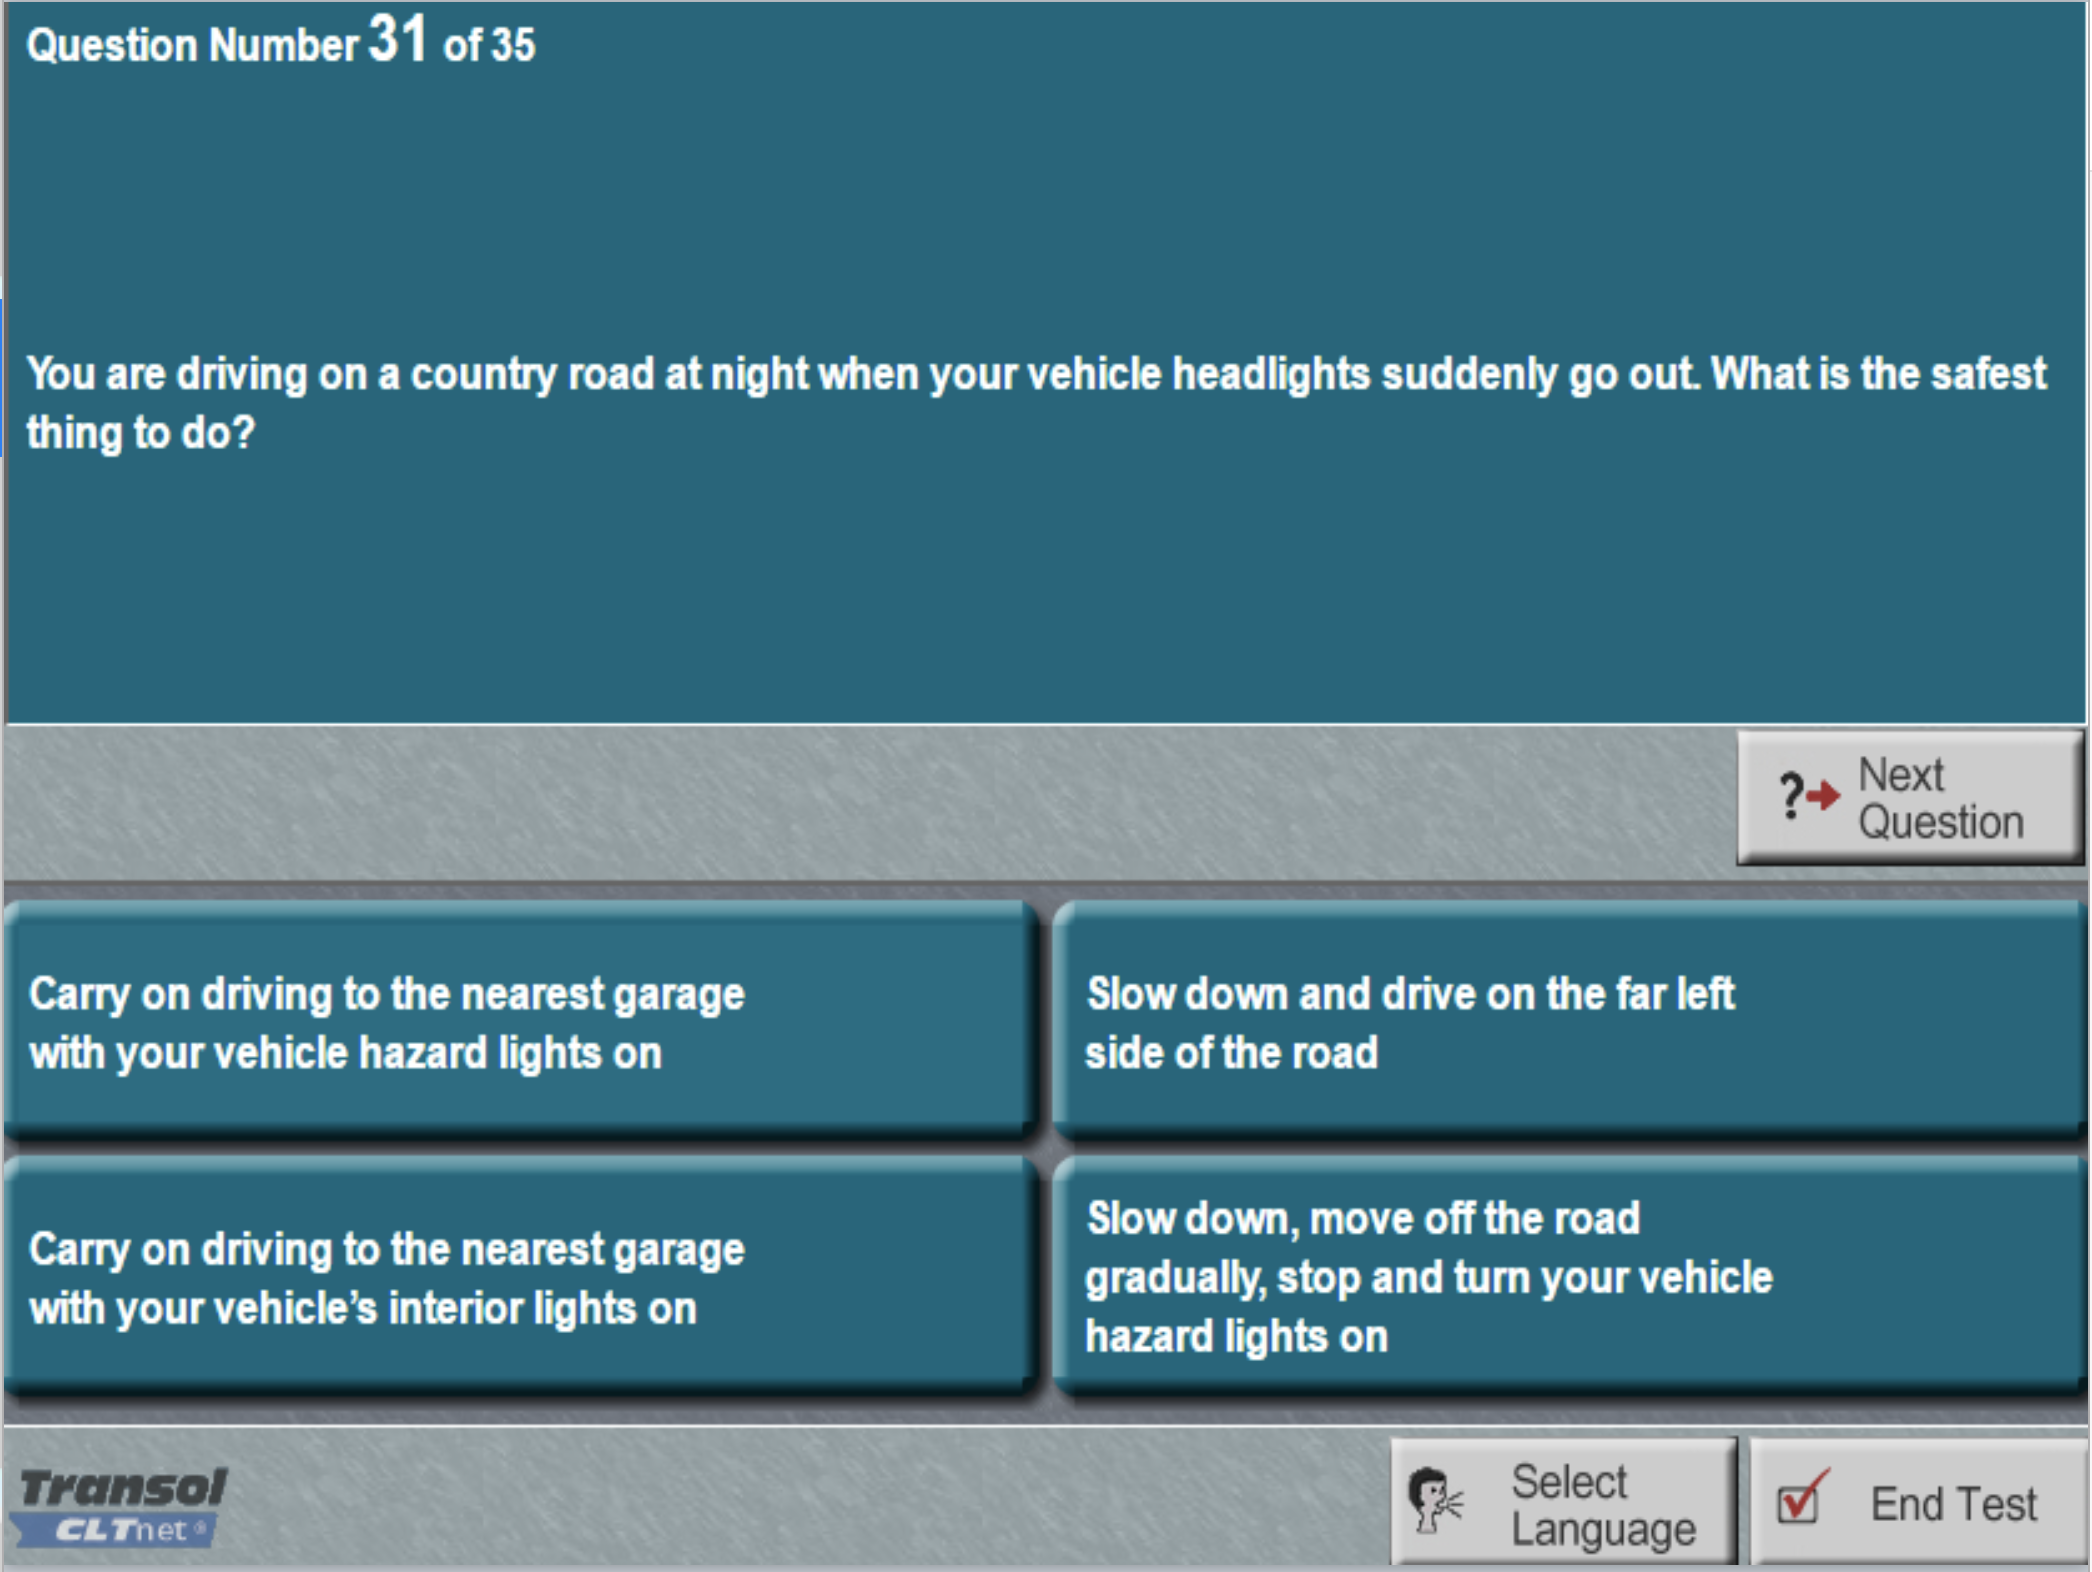 Question Number 31 of 35
You are driving on a country road at night when your vehicle headlights suddenly go out. What is the safest
thing to do?
Next
Question
Carry on driving to the nearest garage
with your vehicle hazard lights on
Slow down and drive on the far left
side of the road
Carry on driving to the nearest garage
with your vehicle's interior lights on
Slow down, move off the road
gradually, stop and turn your vehicle
hazard lights on
Transol
CLTnet®
Select
Language
End Test